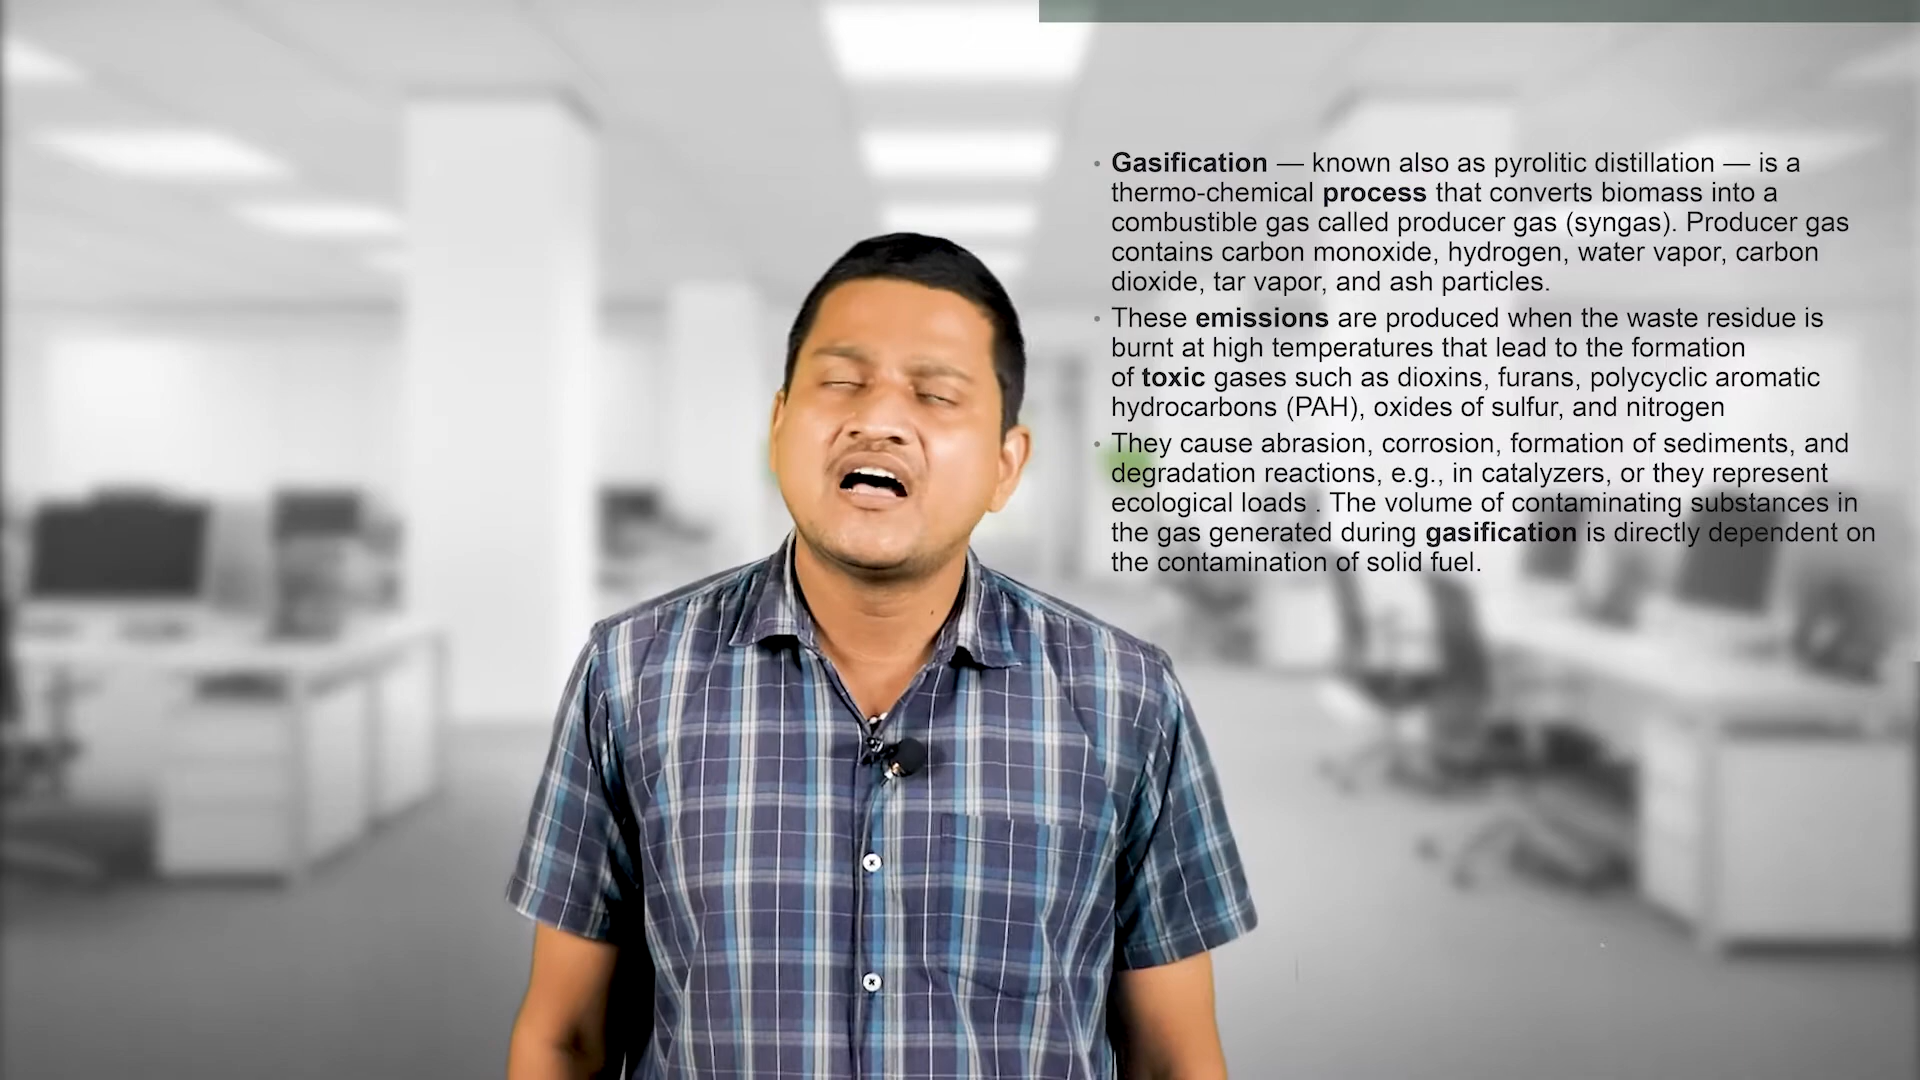 Gasification — known also as pyrolitic distillation — is a
thermo-chemical process that converts biomass into a
combustible gas called producer gas (syngas). Producer gas
contains carbon monoxide, hydrogen, water vapor, carbon
dioxide, tar vapor, and ash particles.
These emissions are produced when the waste residue is
burnt at high temperatures that lead to the formation
of toxic gases such as dioxins, furans, polycyclic aromatic
hydrocarbons (PAH), oxides of sulfur, and nitrogen
They cause abrasion, corrosion, formation of sediments, and
degradation reactions, e.g., in catalyzers, or they represent
ecological loads . The volume of contaminating substances in
the gas generated during gasification is directly dependent on
the contamination of solid fuel.